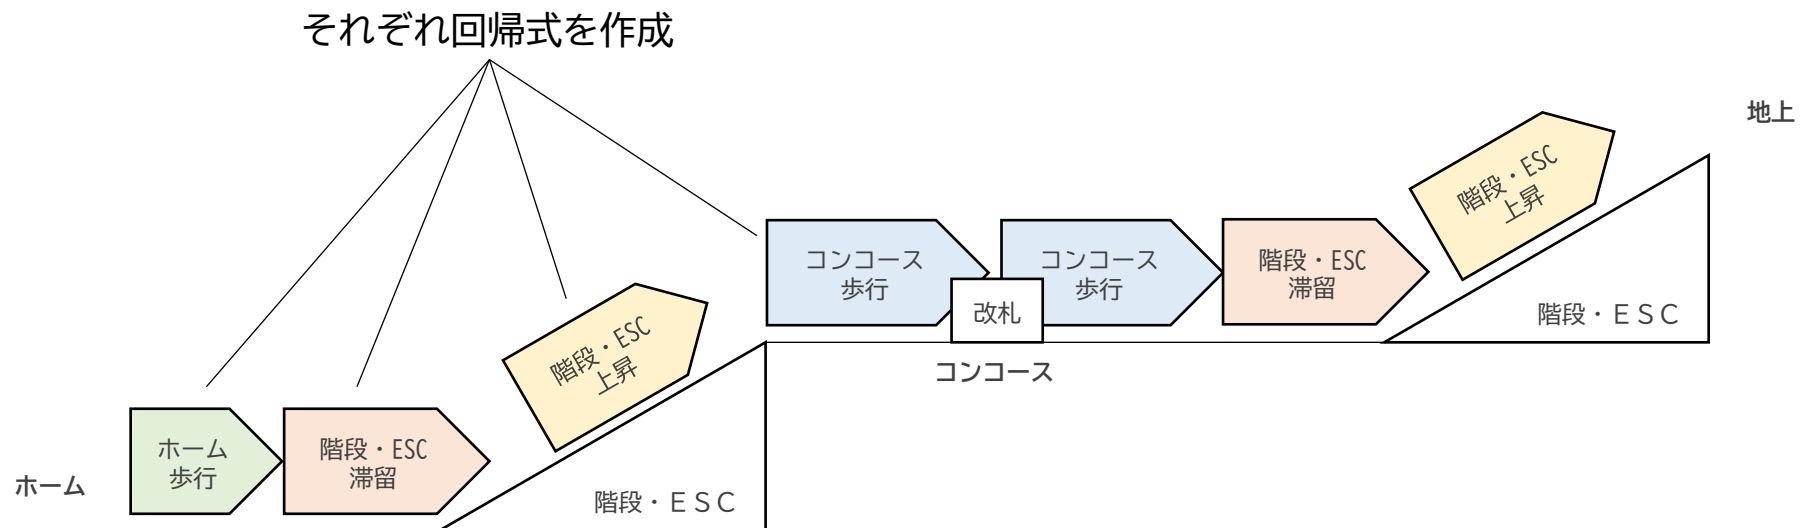 それぞれ回帰式を作成
地上
階段・ESC
上昇
コンコース
歩行
コンコース
歩行
階段・ESC
滞留
改札
階段・ＥＳＣ
コンコース
階段・ESC
上昇
ホーム
歩行
階段・ESC
滞留
ホーム
階段・ＥＳＣ